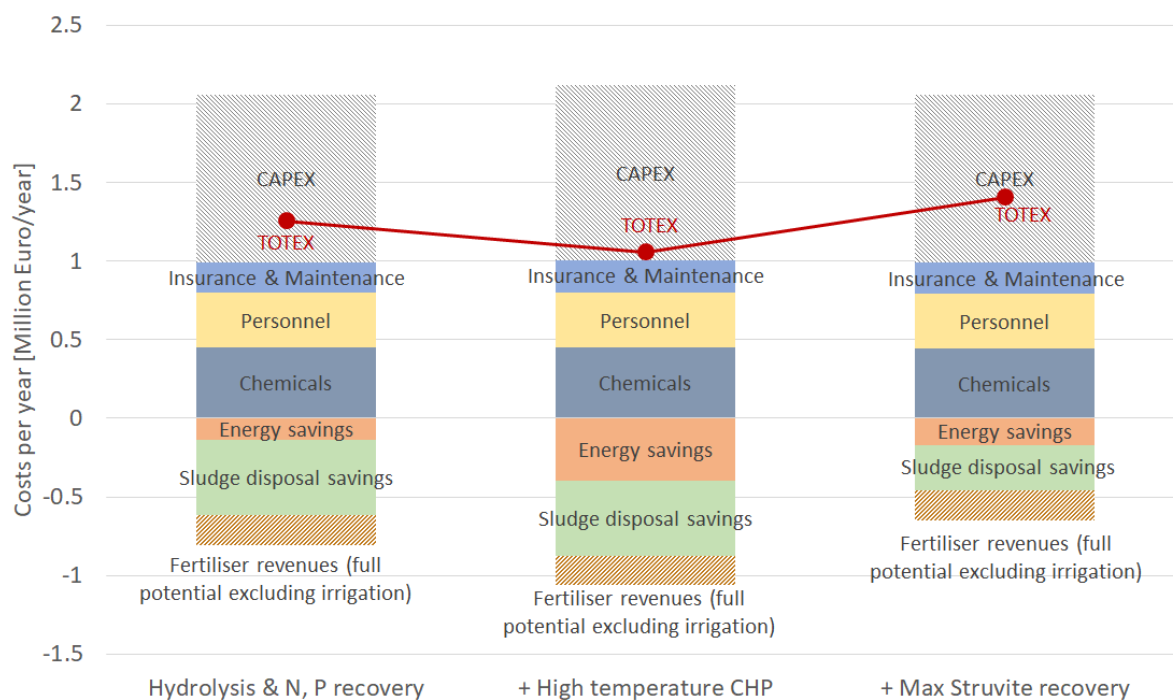 2.5
2
1.5
1
0.5
0
-0.5
-1
-1.5
Costs per year [Million Euro/year]
CAPEX
TOTEX
Insurance & Maintenance
Personnel
Chemicals
Energy savings
Sludge disposal savings
Fertiliser revenues (full
potential excluding irrigation)
Hydrolysis & N, P recovery
CAPEX
TOTEX
Insurance & Maintenance
Personnel
Chemicals
Energy savings
Sludge disposal savings
Fertiliser revenues (full
potential excluding irrigation)
+ High temperature CHP
CAPEX
TOTEX
Insurance & Maintenance
Personnel
Chemicals
Energy savings
Sludge disposal savings
Fertiliser revenues (full
potential excluding irrigation)
+ Max Struvite recovery